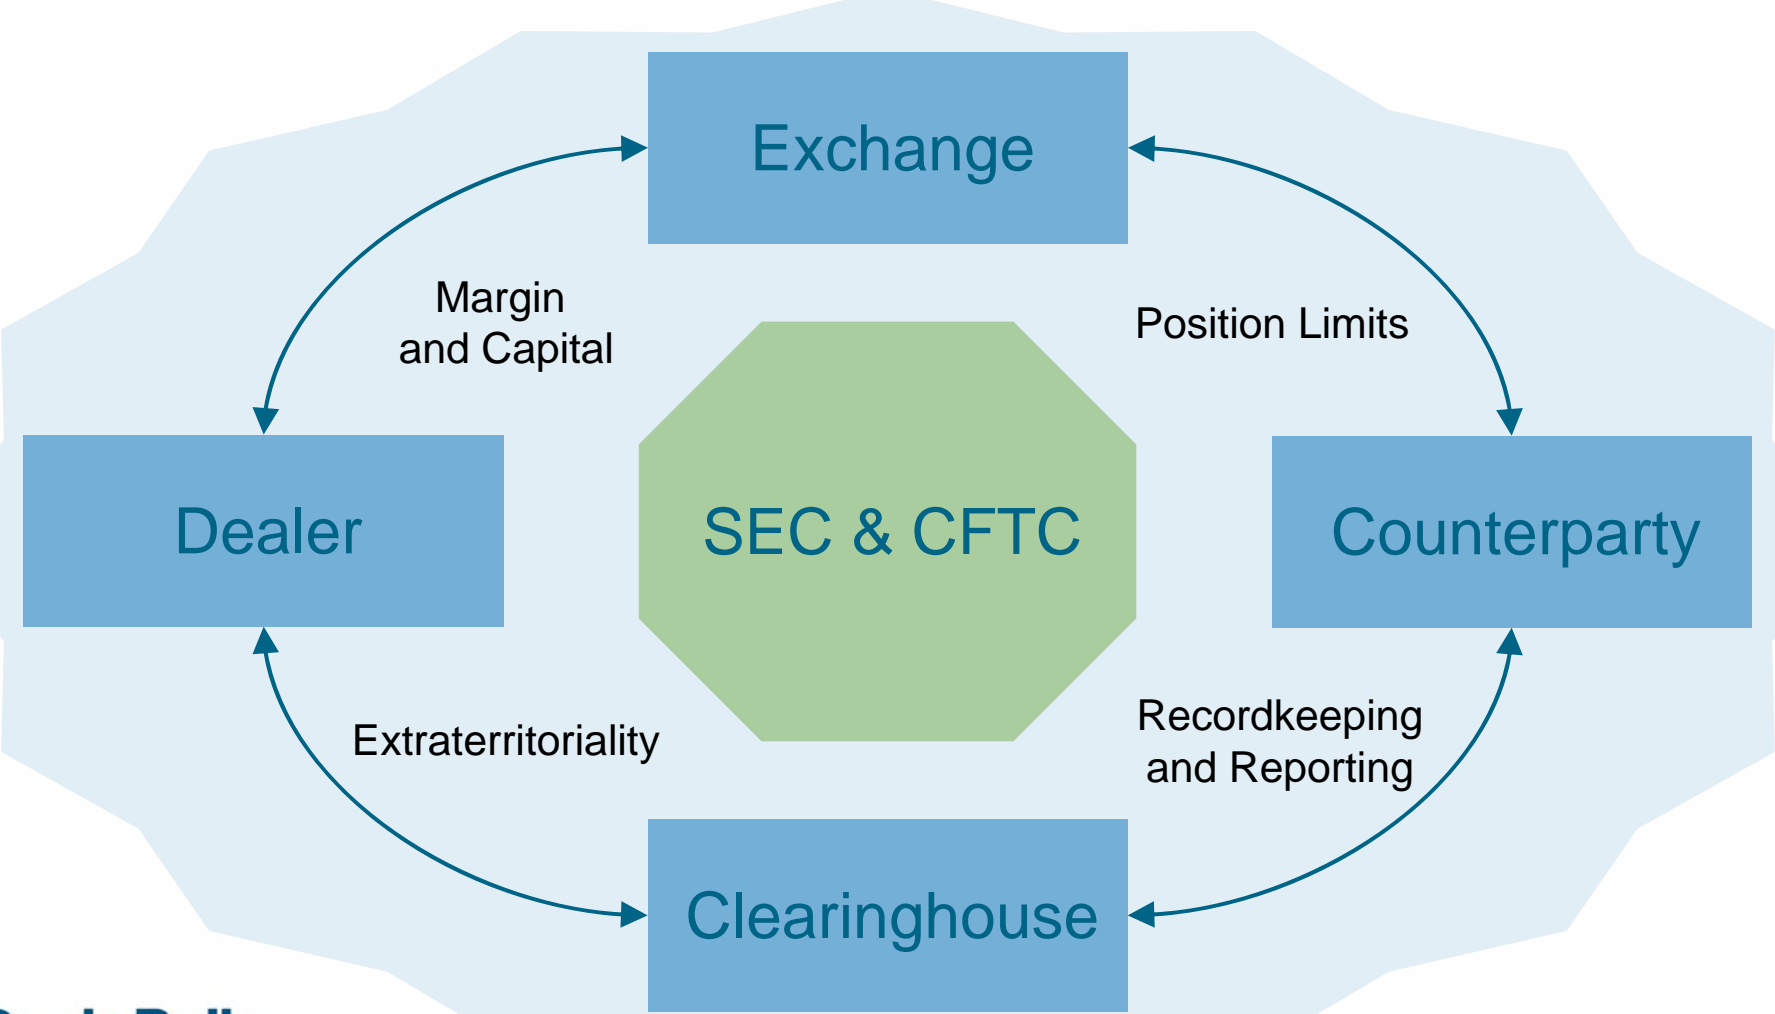 Exchange
Margin
and Capital
Position Limits
Dealer
SEC & CFTC
Counterparty
Extraterritoriality
Recordkeeping
and Reporting
Clearinghouse